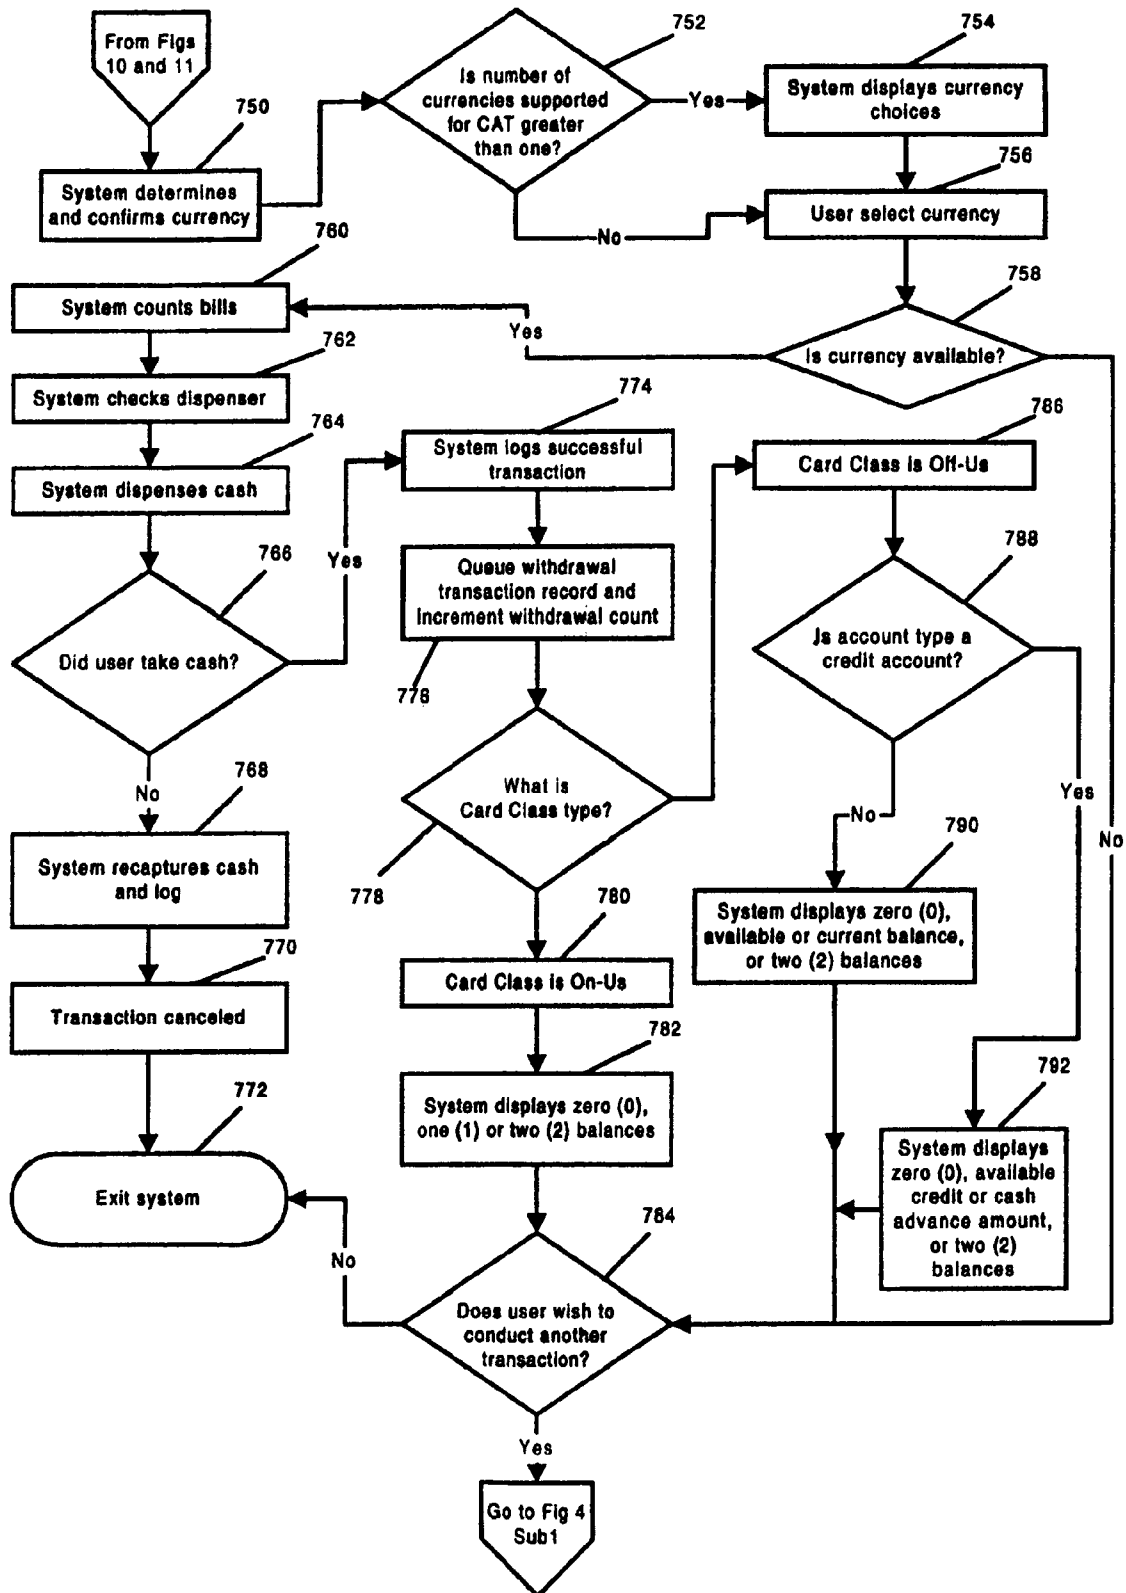 From Figs
10 and 11
750
System determines
and confirms currency
752
Is number of
currencies supported
for CAT greater
than one?
Yes
No
754
System displays currency
choices
756
User select currency
758
Is currency available?
Yes
No
760
System counts bills
762
System checks dispenser
764
System dispenses cash
766
Did user take cash?
Yes
No
768
System recaptures cash
and log
770
Transaction canceled
772
Exit system
774
System logs successful
transaction
Queue withdrawal
transaction record and
increment withdrawal count
776
What is
Card Class type?
778
780
Card Class is On-Us
782
System displays zero (0),
one (1) or two (2) balances
784
Does user wish to
conduct another
transaction?
No
Yes
Go to Fig 4
Sub1
786
Card Class is Off-Us
788
Is account type a
credit account?
No
Yes
790
System displays zero (0),
available or current balance,
or two (2) balances
792
System displays
zero (0), available
credit or cash
advance amount,
or two (2)
balances